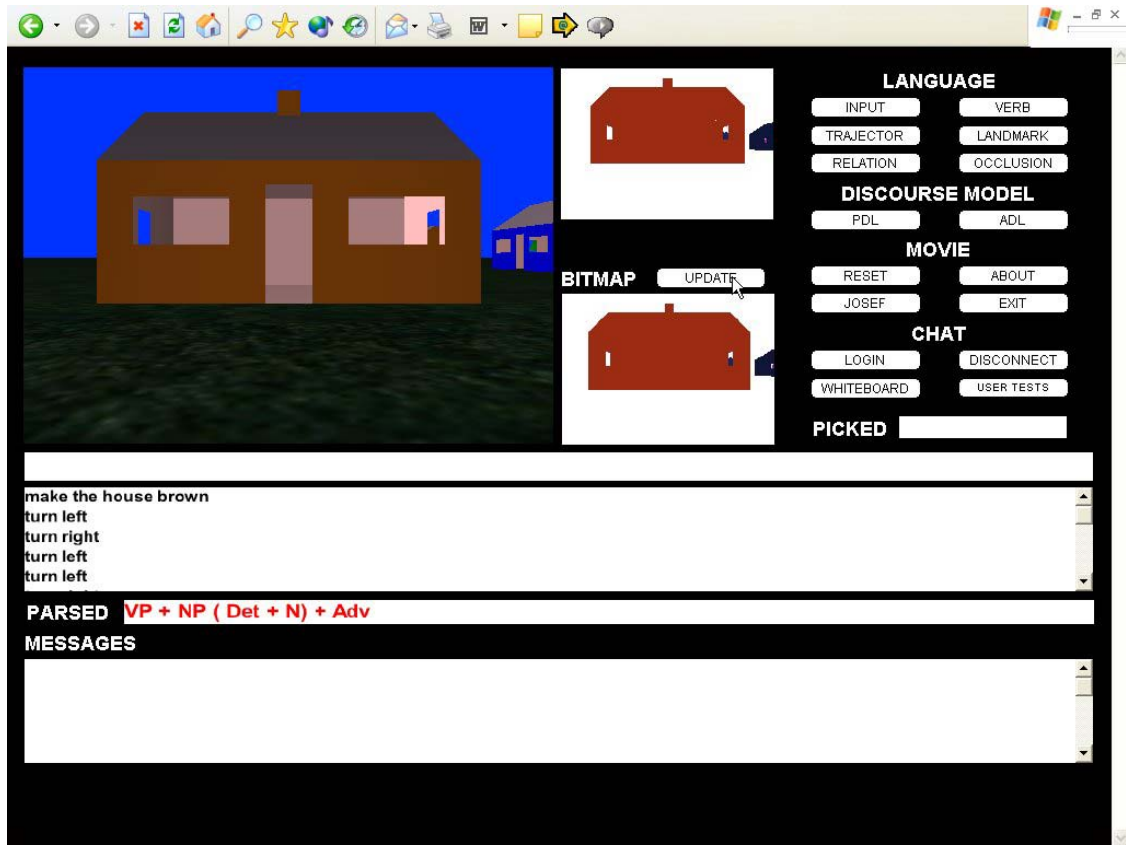 LANGUAGE
INPUT VERB
TRAJECTOR LANDMARK
RELATION OCCLUSION
DISCOURSE MODEL
PDL ADL
MOVIE
BITMAP UPDATE RESET ABOUT
JOSEF EXIT
CHAT
LOGIN DISCONNECT
WHITEBOARD USER TESTS
PICKED
make the house brown
turn left
turn right
turn left
turn left
PARSED VP + NP ( Det + N) + Adv
MESSAGES